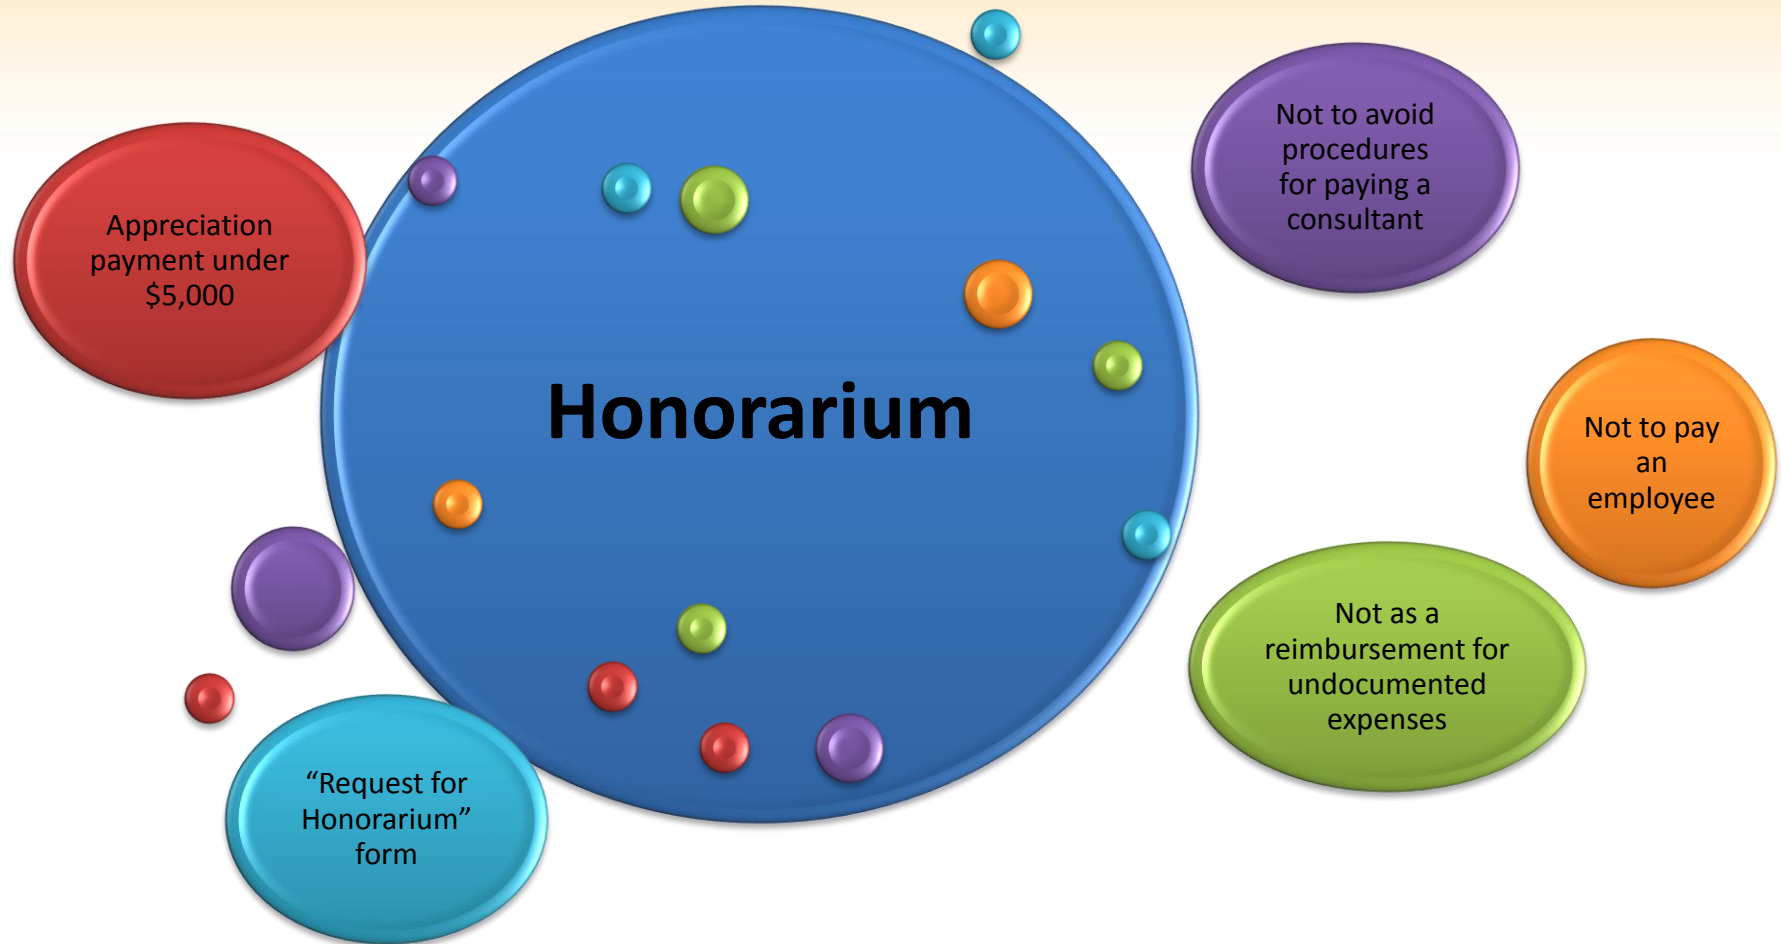 Appreciation
payment under
$5,000
Honorarium
"Request for
Honorarium"
form
Not to avoid
procedures
for paying a
consultant
Not to pay
an
employee
Not as a
reimbursement for
undocumented
expenses